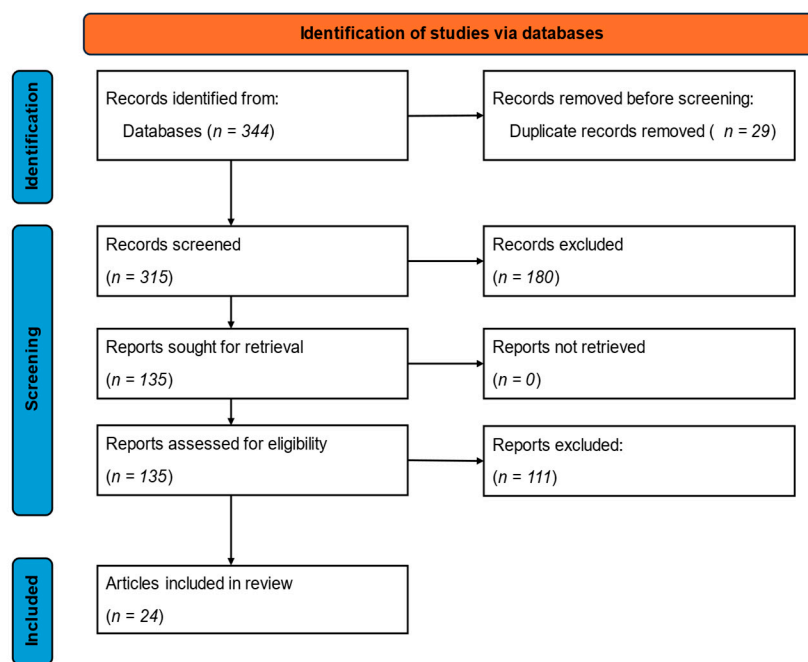 Identification of studies via databases
Identification
Records identified from:
Databases (n = 344)
Records removed before screening:
Duplicate records removed ( n = 29)
Screening
Records screened
(n = 315)
Records excluded
(n = 180)
Reports sought for retrieval
(n = 135)
Reports not retrieved
(n = 0)
Reports assessed for eligibility
(n = 135)
Reports excluded:
(n = 111)
Included
Articles included in review
(n = 24)